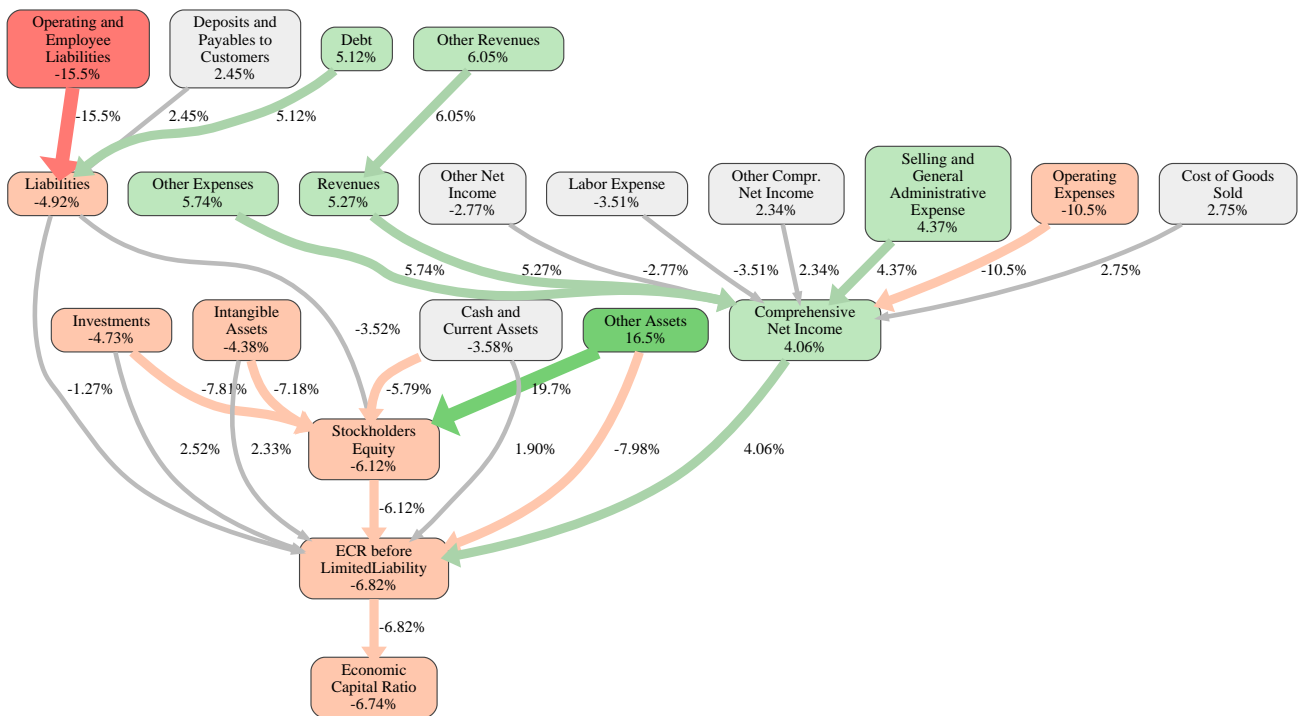 Operating and
Employee
Liabilities
-15.5%
Deposits and
Payables to
Customers
2.45%
Debt
5.12%
Other Revenues
6.05%
-15.5%
2.45%
5.12%
6.05%
Liabilities
-4.92%
Other Expenses
5.74%
Revenues
5.27%
Other Net
Income
-2.77%
Labor Expense
-3.51%
Other Compr.
Net Income
2.34%
Selling and
General
Administrative
Expense
4.37%
Operating
Expenses
-10.5%
Cost of Goods
Sold
2.75%
5.74%
5.27%
-2.77%
-3.51%
2.34%
4.37%
-10.5%
2.75%
Investments
-4.73%
Intangible
Assets
-4.38%
-3.52%
Cash and
Current Assets
-3.58%
Other Assets
16.5%
Comprehensive
Net Income
4.06%
-1.27%
-7.81%
-7.18%
-5.79%
19.7%
Stockholders
Equity
-6.12%
2.52%
2.33%
1.90%
-7.98%
4.06%
-6.12%
ECR before
LimitedLiability
-6.82%
-6.82%
Economic
Capital Ratio
-6.74%